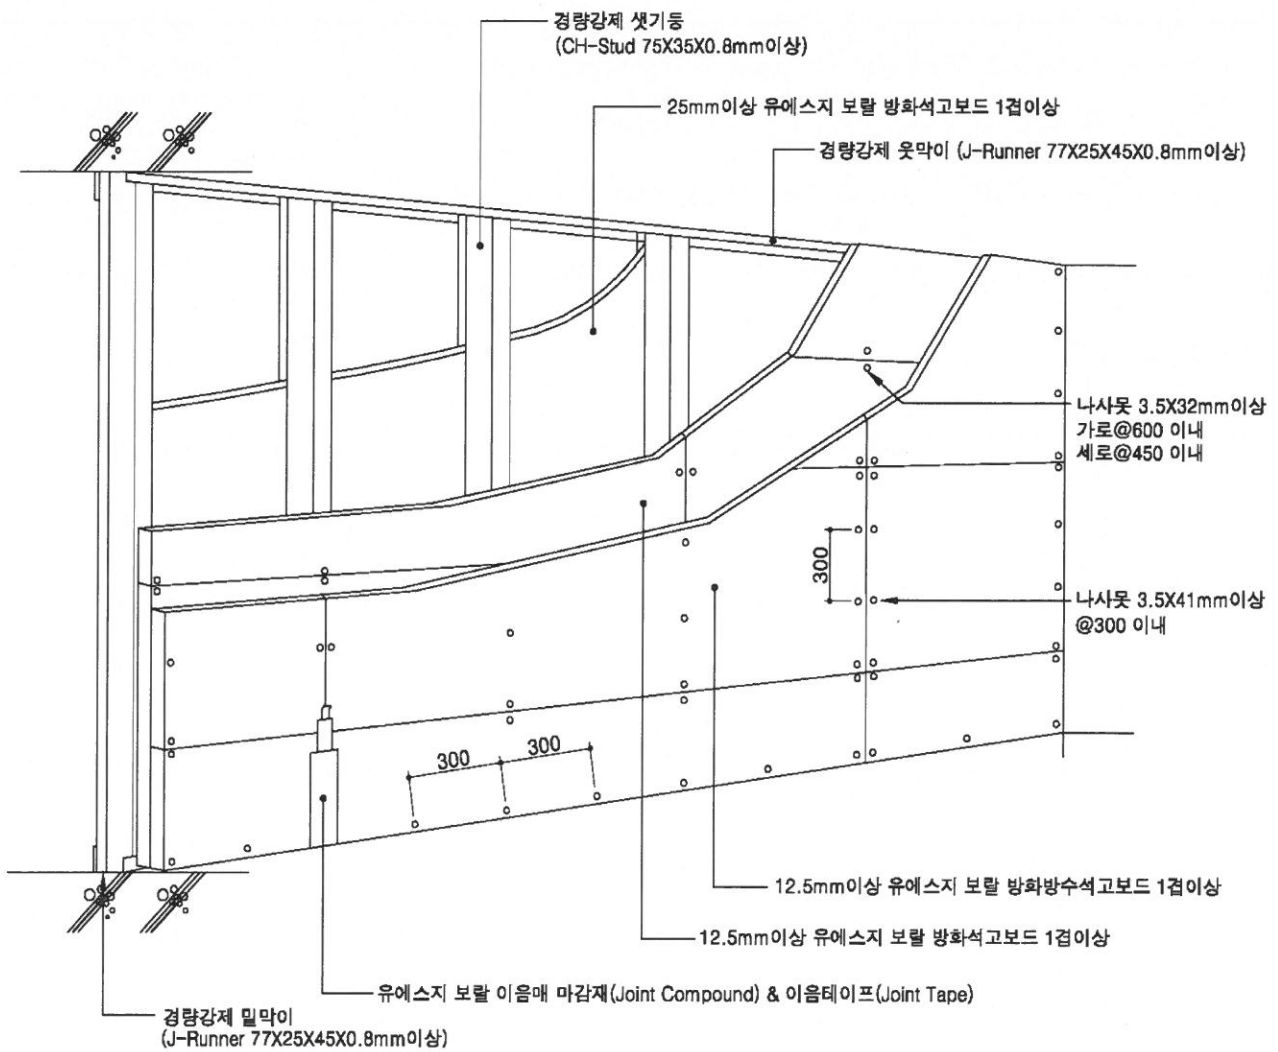 경량강제 샛기둥
(CH-Stud 75X35X0.8mm이상)
25mm이상 유에스지 보랄 방화석고보드 1겹이상
경량강제 웃막이 (J-Runner 77X25X45X0.8mm이상)
나사못 3.5X32mm이상
가로@600 이내
세로@450 이내
300
나사못 3.5X41mm이상
@300 이내
300
300
12.5mm이상 유에스지 보랄 방화방수석고보드 1겹이상
12.5mm이상 유에스지 보랄 방화석고보드 1겹이상
유에스지 보랄 이음매 마감재(Joint Compound) & 이음테이프(Joint Tape)
경량강제 밑막이
(J-Runner 77X25X45X0.8mm이상)